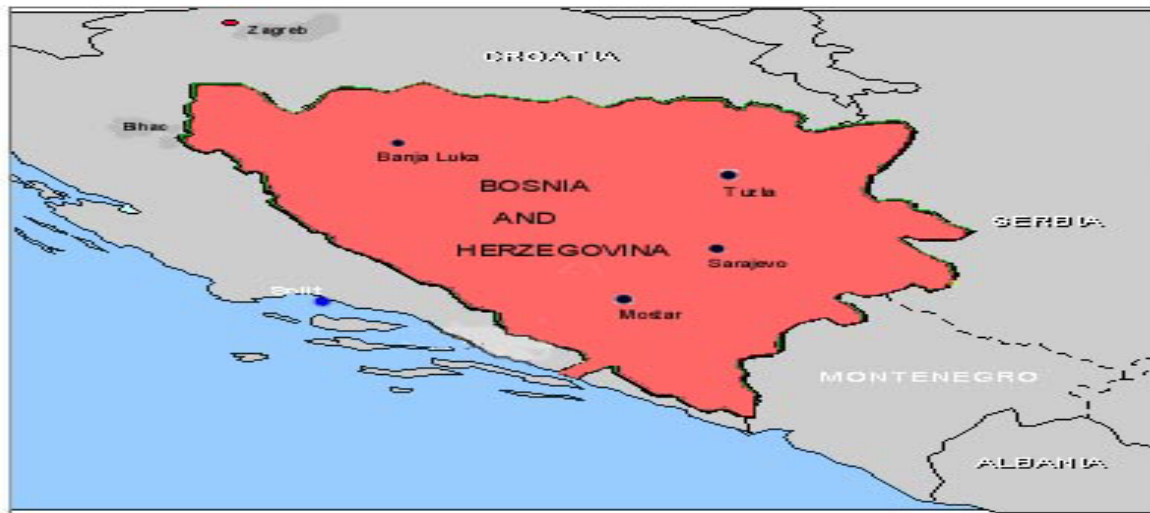 Zagreb
CROATIA
Bihac
Banja Luka
BOSNIA
Tuzla
AND
SERBIA
HERZEGOVINA
Sarajevo
Split
Mostar
MONTENEGRO
ALBANIA